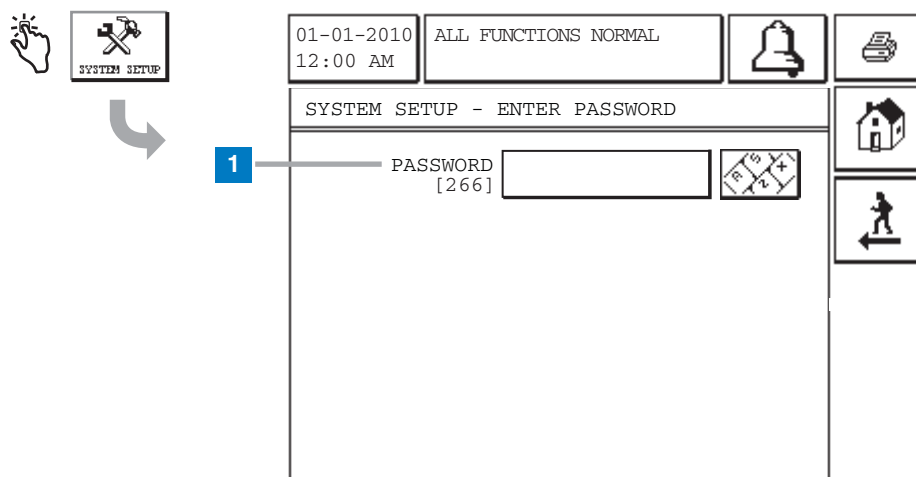 SYSTEM SETUP
01-01-2010
12:00 AM
ALL FUNCTIONS NORMAL
SYSTEM SETUP - ENTER PASSWORD
1
PASSWORD
[266]
A S +
Z